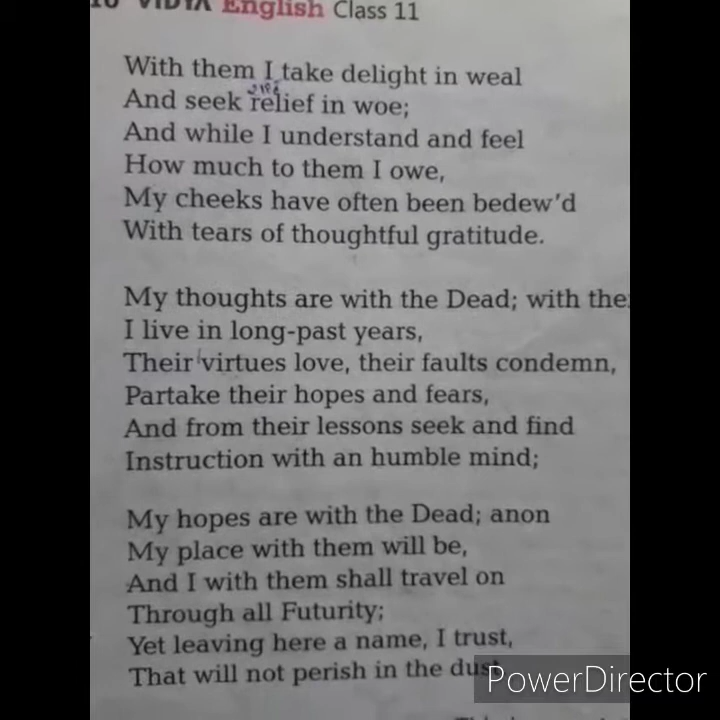 VIDYA English Class 11
With them I take delight in weal
And seek relief in woe;
And while I understand and feel
How much to them I owe,
My cheeks have often been bedew'd
With tears of thoughtful gratitude.
My thoughts are with the Dead; with the
I live in long-past years,
Their virtues love, their faults condemn,
Partake their hopes and fears,
And from their lessons seek and find
Instruction with an humble mind;
My hopes are with the Dead; anon
My place with them will be,
And I with them shall travel on
Through all Futurity;
Yet leaving here a name, I trust,
That will not perish in the dust
PowerDirector